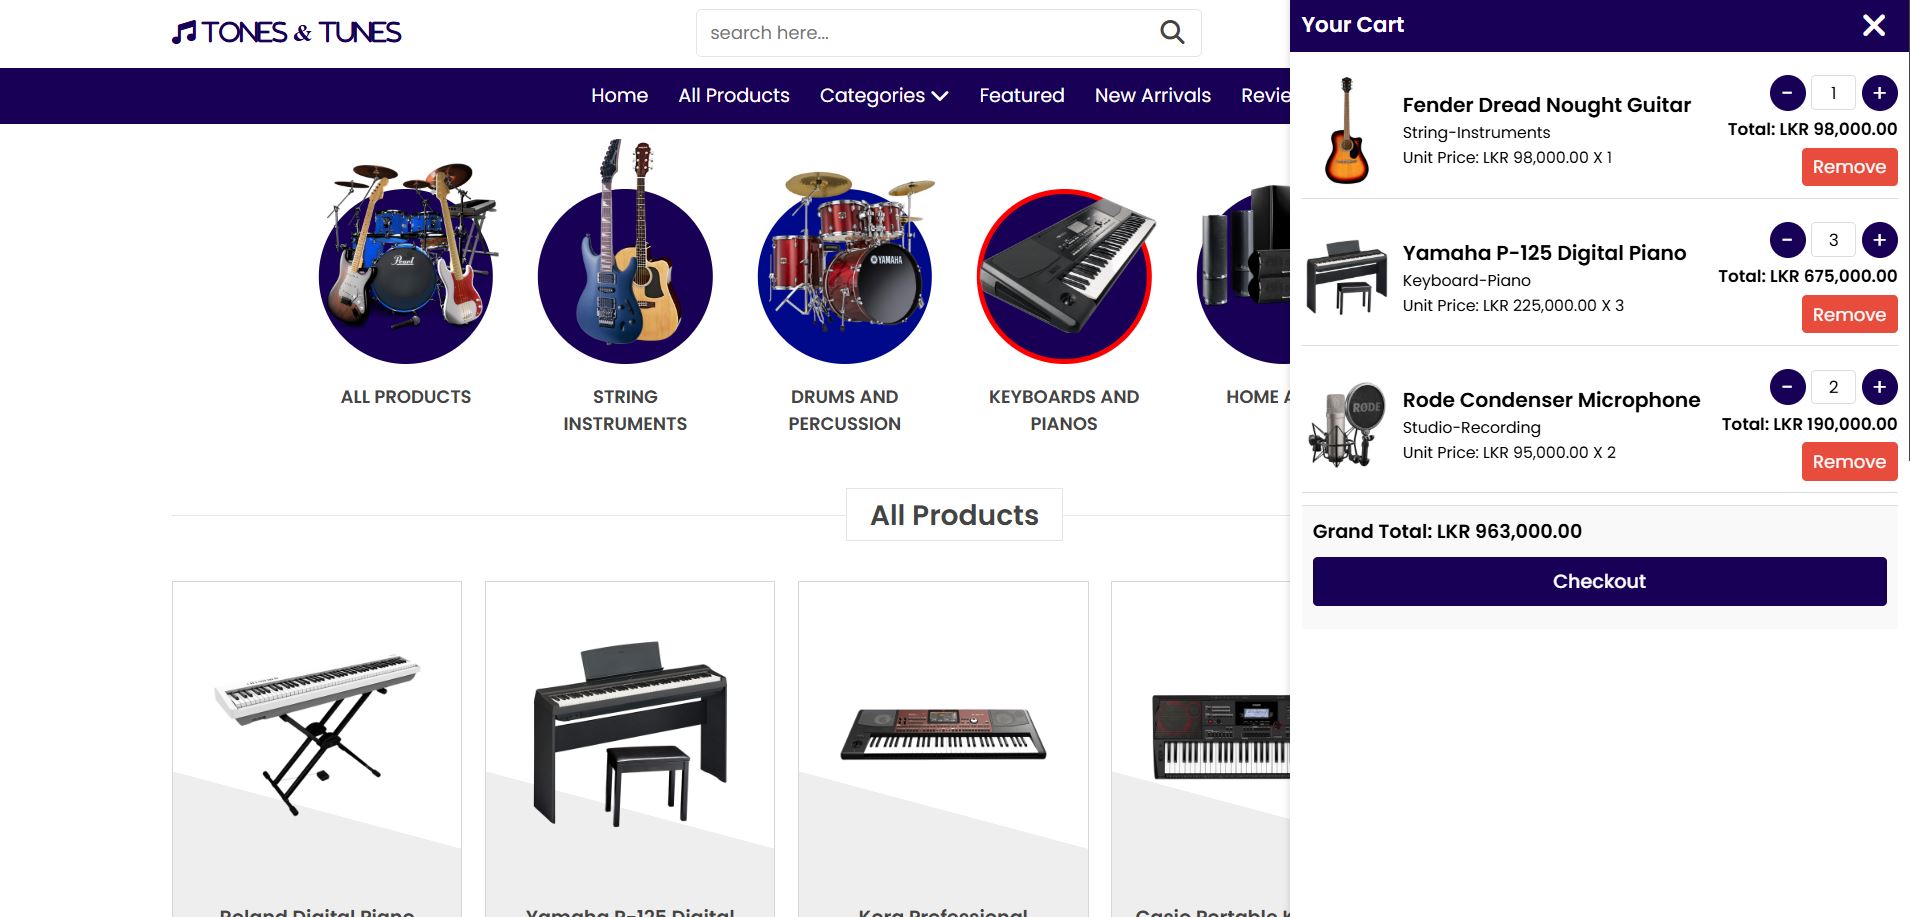 TONES & TUNES
search here...
Home All Products Categories Featured New Arrivals Revie
ALL PRODUCTS
STRING
INSTRUMENTS
DRUMS AND
PERCUSSION
KEYBOARDS AND
PIANOS
HOME A
Pearl
YAMAHA
All Products
Roland Digital Piano
Yamaha P-125 Digital
Korg Professional
Casio Portable K
Your Cart
Fender Dread Nought Guitar
String-Instruments
Unit Price: LKR 98,000.00 X 1
- 1 +
Total: LKR 98,000.00
Remove
Yamaha P-125 Digital Piano
Keyboard-Piano
Unit Price: LKR 225,000.00 X 3
- 3 +
Total: LKR 675,000.00
Remove
RØDE
Rode Condenser Microphone
Studio-Recording
Unit Price: LKR 95,000.00 X 2
- 2 +
Total: LKR 190,000.00
Remove
Grand Total: LKR 963,000.00
Checkout